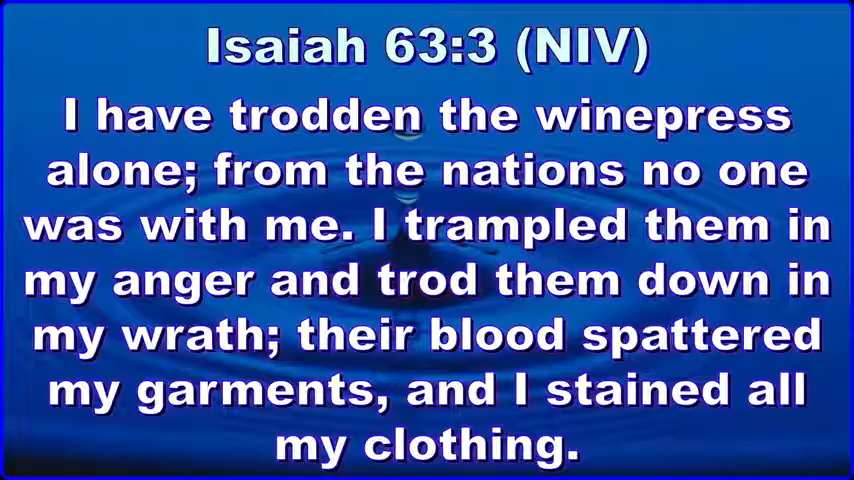 Isaiah 63:3 (NIV)
I have trodden the winepress
alone; from the nations no one
was with me. I trampled them in
my anger and trod them down in
my wrath; their blood spattered
my garments, and I stained all
my clothing.